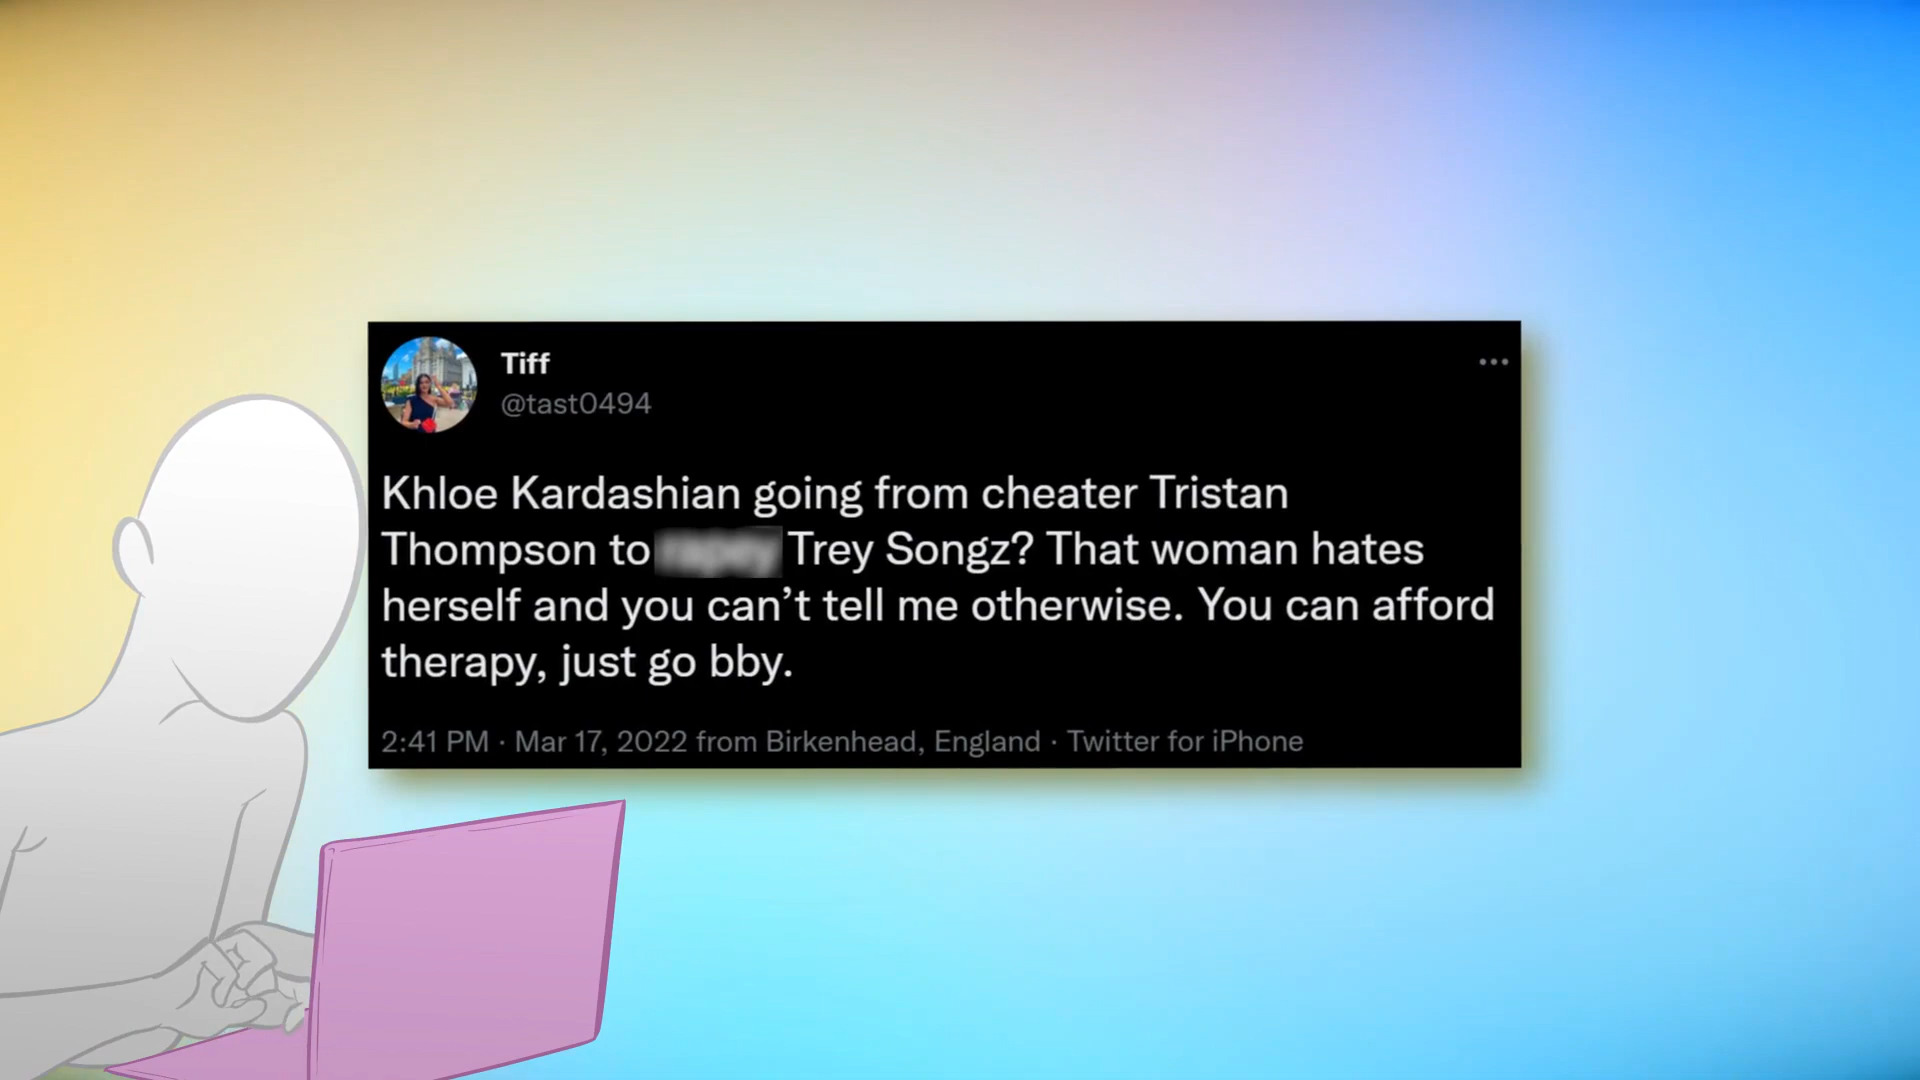 Tiff
@tast0494
Khloe Kardashian going from cheater Tristan
Thompson to Trey Songz? That woman hates
herself and you can’t tell me otherwise. You can afford
therapy, just go bby.
2:41 PM · Mar 17, 2022 from Birkenhead, England · Twitter for iPhone